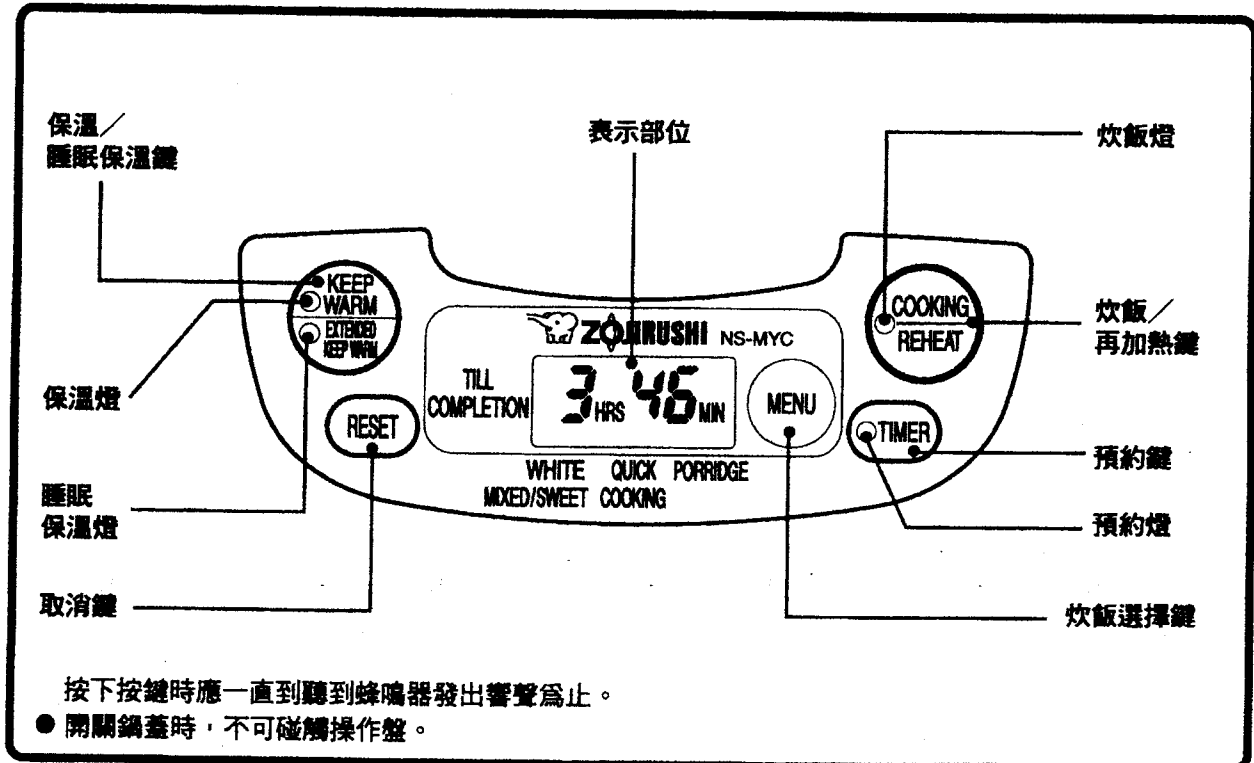 保溫／
睡眠保溫鍵
表示部位
炊飯燈
KEEP
WARM
EXTENDED
KEEP WARM
ZOJIRUSHI NS-MYC
COOKING
REHEAT
炊飯／
再加熱鍵
保溫燈
TILL
COMPLETION
3 HRS 46 MIN
MENU
RESET
TIMER
預約鍵
WHITE QUICK PORRIDGE
MIXED/SWEET COOKING
睡眠
保溫燈
預約燈
取消鍵
炊飯選擇鍵
按下按鍵時應一直到聽到蜂鳴器發出響聲爲止。
● 開關鍋蓋時，不可碰觸操作盤。